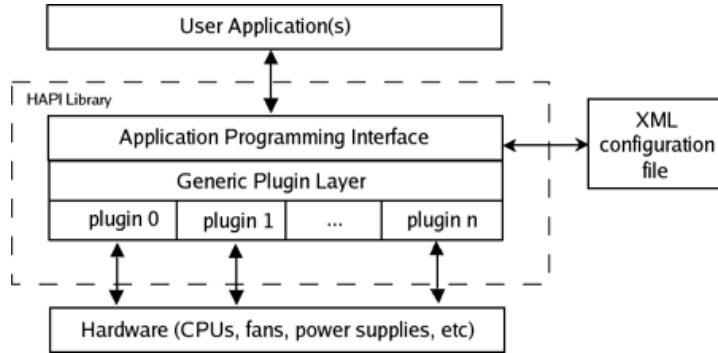 User Application(s)
HAPI Library
Application Programming Interface
XML
configuration
file
Generic Plugin Layer
plugin 0
plugin 1
...
plugin n
Hardware (CPUs, fans, power supplies, etc)